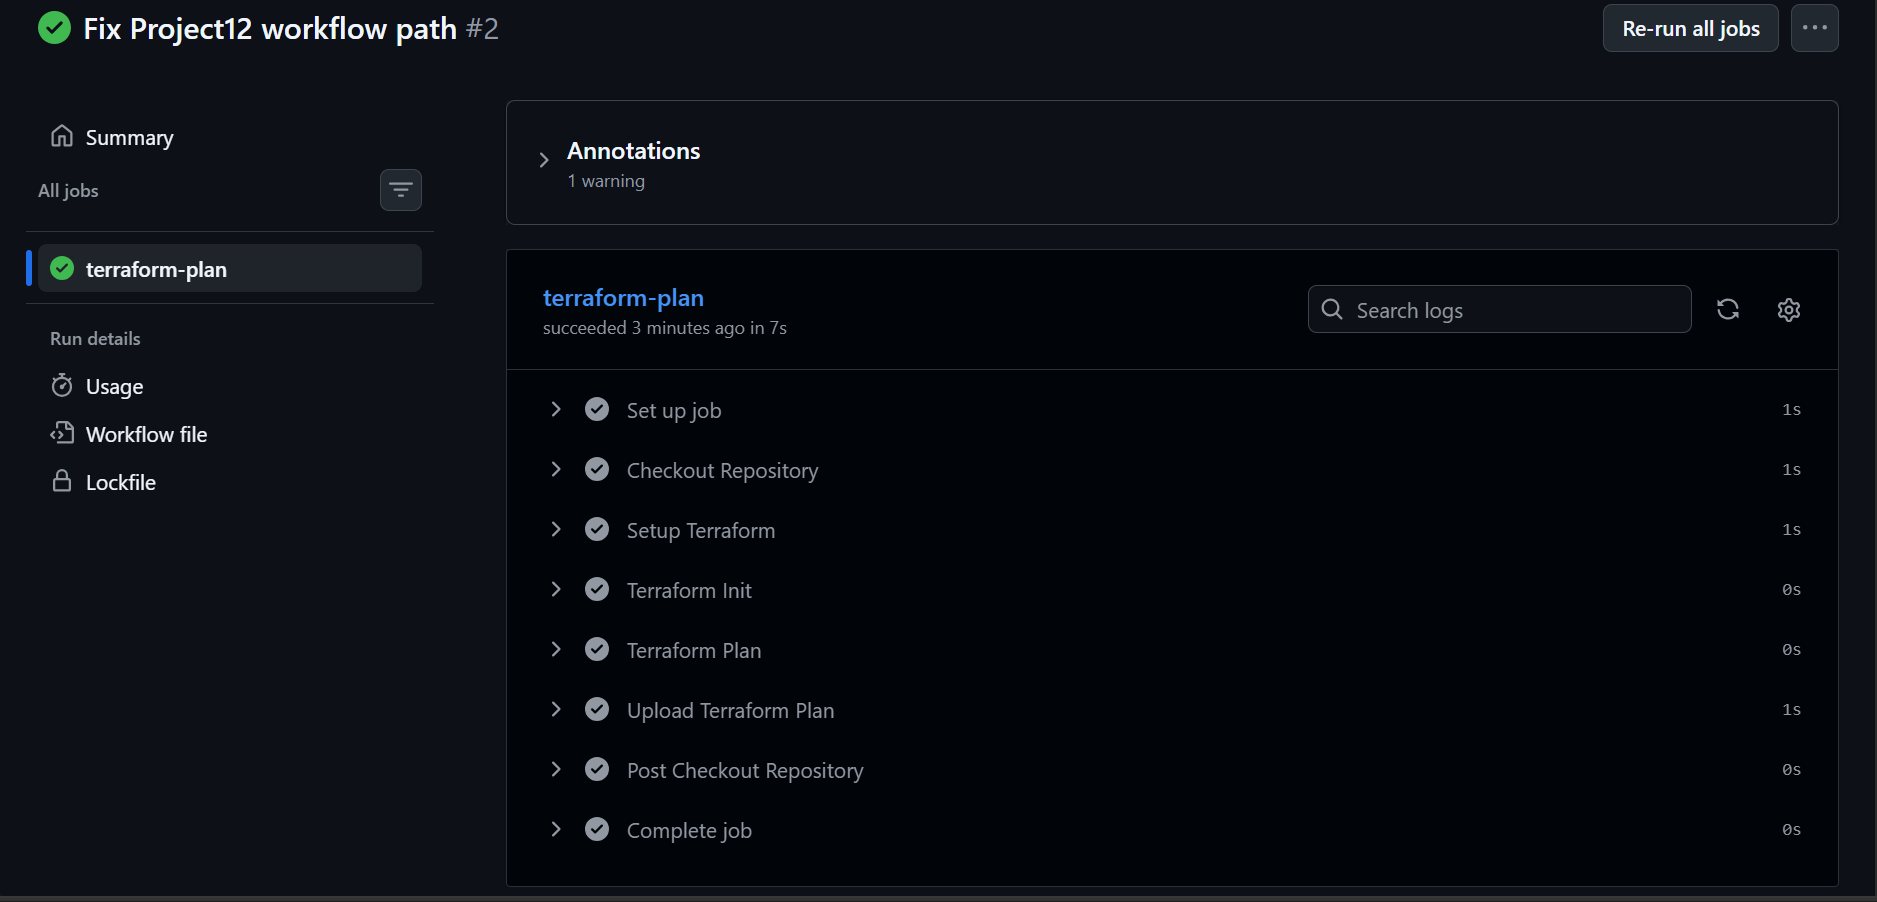 Fix Project12 workflow path #2
Re-run all jobs
Summary
All jobs
terraform-plan
Run details
Usage
Workflow file
Lockfile
Annotations
1 warning
terraform-plan
succeeded 3 minutes ago in 7s
Search logs
Set up job 1s
Checkout Repository 1s
Setup Terraform 1s
Terraform Init 0s
Terraform Plan 0s
Upload Terraform Plan 1s
Post Checkout Repository 0s
Complete job 0s